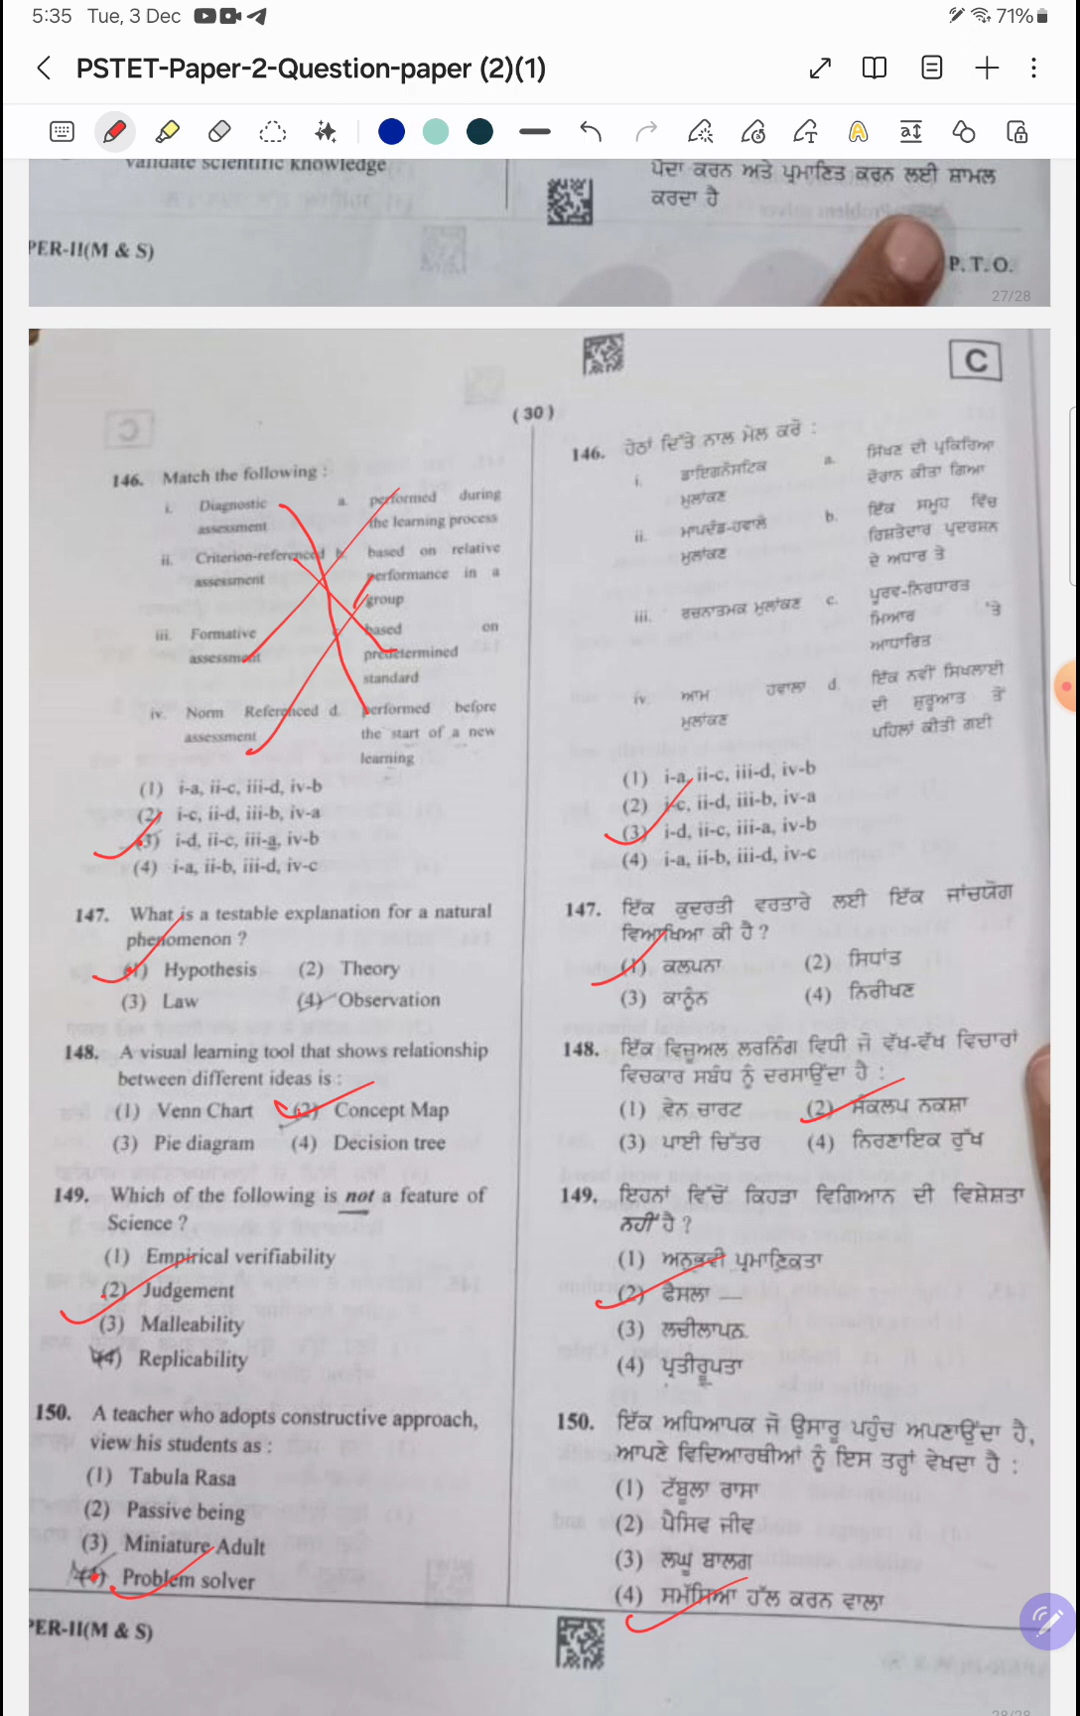 5:35 Tue, 3 Dec
71%
PSTET-Paper-2-Question-paper (2)(1)
validate scientific knowledge
ਪੈਦਾ ਕਰਨ ਅਤੇ ਪ੍ਰਮਾਣਿਤ ਕਰਨ ਲਈ ਸ਼ਾਮਲ
ਕਰਦਾ ਹੈ
PER-II(M & S)
P. T. O.
27/28
C
( 30 )
146. Match the following :
i. Diagnostic a. performed during
assessment the learning process
ii. Criterion-referenced b. based on relative
assessment performance in a
group
iii. Formative based on
assessment predetermined
standard
iv. Norm Referenced d. performed before
assessment the start of a new
learning
(1) i-a, ii-c, iii-d, iv-b
(2) i-c, ii-d, iii-b, iv-a
(3) i-d, ii-c, iii-a, iv-b
(4) i-a, ii-b, iii-d, iv-c
147. What is a testable explanation for a natural
phenomenon ?
(1) Hypothesis (2) Theory
(3) Law (4) Observation
148. A visual learning tool that shows relationship
between different ideas is :
(1) Venn Chart (2) Concept Map
(3) Pie diagram (4) Decision tree
149. Which of the following is not a feature of
Science ?
(1) Empirical verifiability
(2) Judgement
(3) Malleability
(4) Replicability
150. A teacher who adopts constructive approach,
view his students as :
(1) Tabula Rasa
(2) Passive being
(3) Miniature Adult
(4) Problem solver
PER-II(M & S)
146. ਹੇਠਾਂ ਦਿੱਤੇ ਨਾਲ ਮੇਲ ਕਰੋ :
i. ਡਾਇਗਨੋਸਟਿਕ a. ਸਿੱਖਣ ਦੀ ਪ੍ਰਕਿਰਿਆ
ਮੁਲਾਂਕਣ ਦੌਰਾਨ ਕੀਤਾ ਗਿਆ
ii. ਮਾਪਦੰਡ-ਹਵਾਲੇ b. ਇੱਕ ਸਮੂਹ ਵਿੱਚ
ਮੁਲਾਂਕਣ ਰਿਸ਼ਤੇਦਾਰ ਪ੍ਰਦਰਸ਼ਨ
ਦੇ ਅਧਾਰ ਤੇ
iii. ਰਚਨਾਤਮਕ ਮੁਲਾਂਕਣ c. ਪੂਰਵ-ਨਿਰਧਾਰਤ
ਮਿਆਰ 'ਤੇ
ਆਧਾਰਿਤ
iv. ਆਮ ਹਵਾਲਾ d. ਇੱਕ ਨਵੀਂ ਸਿਖਲਾਈ
ਮੁਲਾਂਕਣ ਦੀ ਸ਼ੁਰੂਆਤ ਤੋਂ
ਪਹਿਲਾਂ ਕੀਤੀ ਗਈ
(1) i-a, ii-c, iii-d, iv-b
(2) i-c, ii-d, iii-b, iv-a
(3) i-d, ii-c, iii-a, iv-b
(4) i-a, ii-b, iii-d, iv-c
147. ਇੱਕ ਕੁਦਰਤੀ ਵਰਤਾਰੇ ਲਈ ਇੱਕ ਜਾਂਚਯੋਗ
ਵਿਆਖਿਆ ਕੀ ਹੈ ?
(1) ਕਲਪਨਾ (2) ਸਿਧਾਂਤ
(3) ਕਾਨੂੰਨ (4) ਨਿਰੀਖਣ
148. ਇੱਕ ਵਿਜ਼ੂਅਲ ਲਰਨਿੰਗ ਵਿਧੀ ਜੋ ਵੱਖ-ਵੱਖ ਵਿਚਾਰਾਂ
ਵਿਚਕਾਰ ਸਬੰਧ ਨੂੰ ਦਰਸਾਉਂਦਾ ਹੈ :
(1) ਵੇਨ ਚਾਰਟ (2) ਸੰਕਲਪ ਨਕਸ਼ਾ
(3) ਪਾਈ ਚਿੱਤਰ (4) ਨਿਰਣਾਇਕ ਰੁੱਖ
149. ਇਹਨਾਂ ਵਿੱਚੋਂ ਕਿਹੜਾ ਵਿਗਿਆਨ ਦੀ ਵਿਸ਼ੇਸ਼ਤਾ
ਨਹੀਂ ਹੈ ?
(1) ਅਨੁਭਵੀ ਪ੍ਰਮਾਣਿਕਤਾ
(2) ਫੈਸਲਾ
(3) ਲਚੀਲਾਪਨ
(4) ਪ੍ਰਤੀਰੂਪਤਾ
150. ਇੱਕ ਅਧਿਆਪਕ ਜੋ ਉਸਾਰੂ ਪਹੁੰਚ ਅਪਣਾਉਂਦਾ ਹੈ,
ਆਪਣੇ ਵਿਦਿਆਰਥੀਆਂ ਨੂੰ ਇਸ ਤਰ੍ਹਾਂ ਵੇਖਦਾ ਹੈ :
(1) ਟੱਬੂਲਾ ਰਾਸਾ
(2) ਪੈਸਿਵ ਜੀਵ
(3) ਲਘੂ ਬਾਲਗ
(4) ਸਮੱਸਿਆ ਹੱਲ ਕਰਨ ਵਾਲਾ